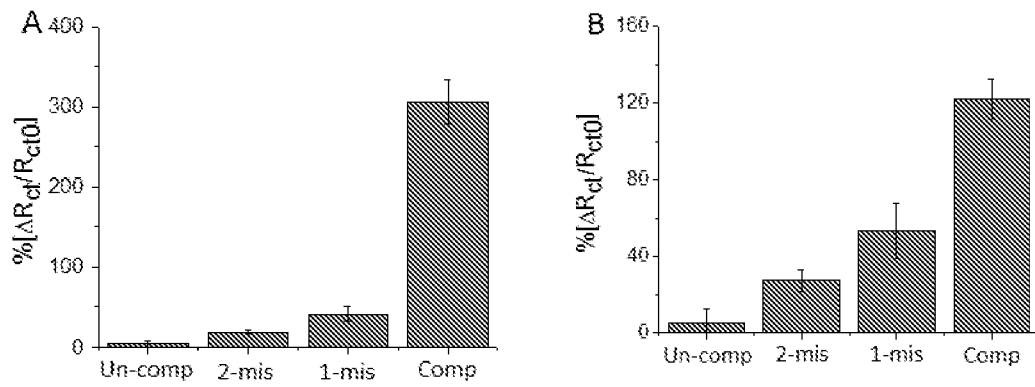 A
400
300
200
100
0
%[ΔRct/Rct0]
Un-comp 2-mis 1-mis Comp
B
160
120
80
40
0
%[ΔRct/Rct0]
Un-comp 2-mis 1-mis Comp